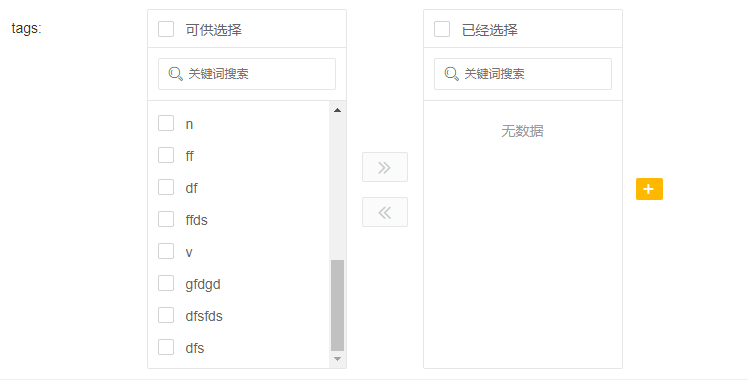 tags:
可供选择
关键词搜索
n
ff
df
ffds
v
gfdgd
dfsfds
dfs
已经选择
关键词搜索
无数据